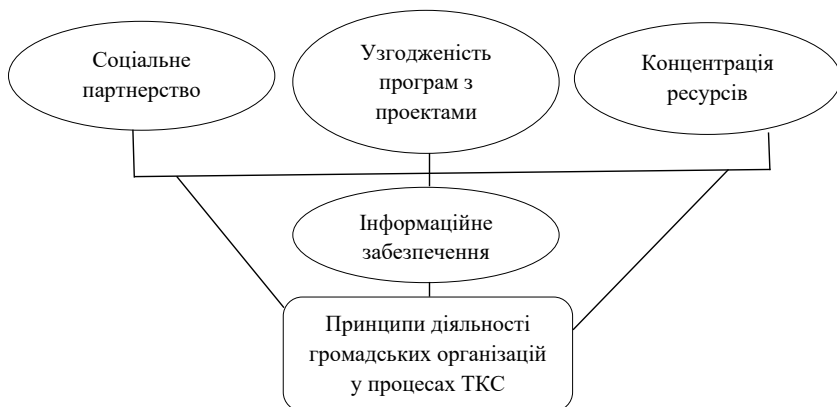 Соціальне
партнерство
Узгодженість
програм з
проектами
Концентрація
ресурсів
Інформаційне
забезпечення
Принципи діяльності
громадських організацій
у процесах ТКС